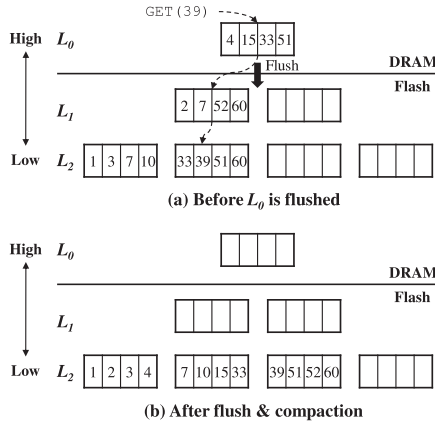 GET(39)
High L0 4 15 33 51 DRAM
Flush
Flash
L1 2 7 52 60
Low L2 1 3 7 10 33 39 51 60
(a) Before L0 is flushed
High L0
DRAM
Flash
L1
Low L2 1 2 3 4 7 10 15 33 39 51 52 60
(b) After flush & compaction